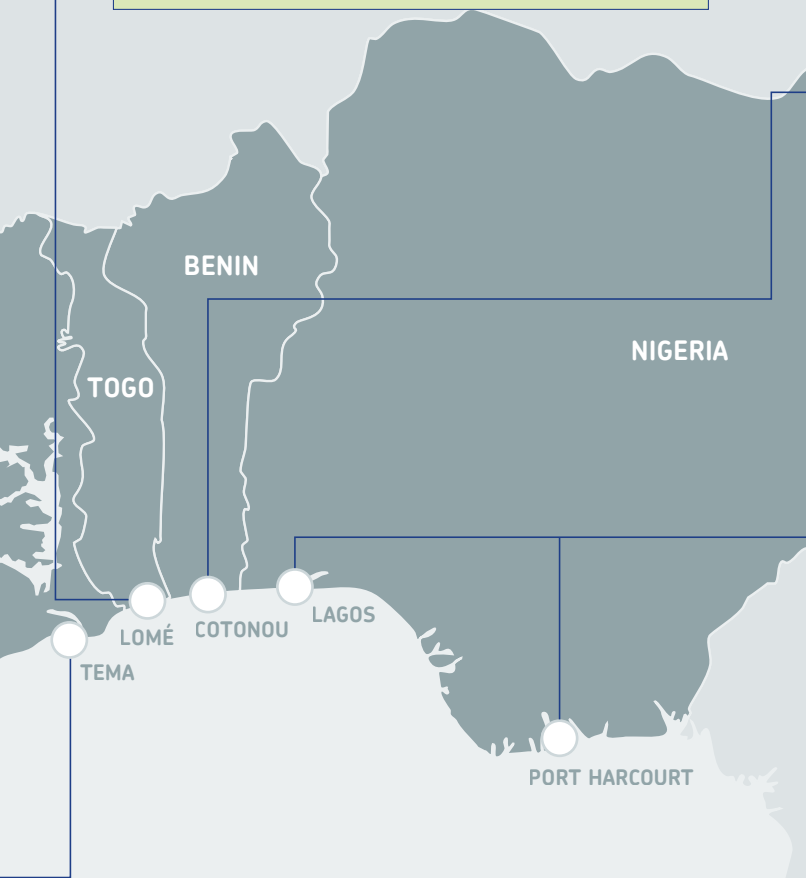 BENIN
NIGERIA
TOGO
LAGOS
COTONOU
LOMÉ
TEMA
PORT HARCOURT